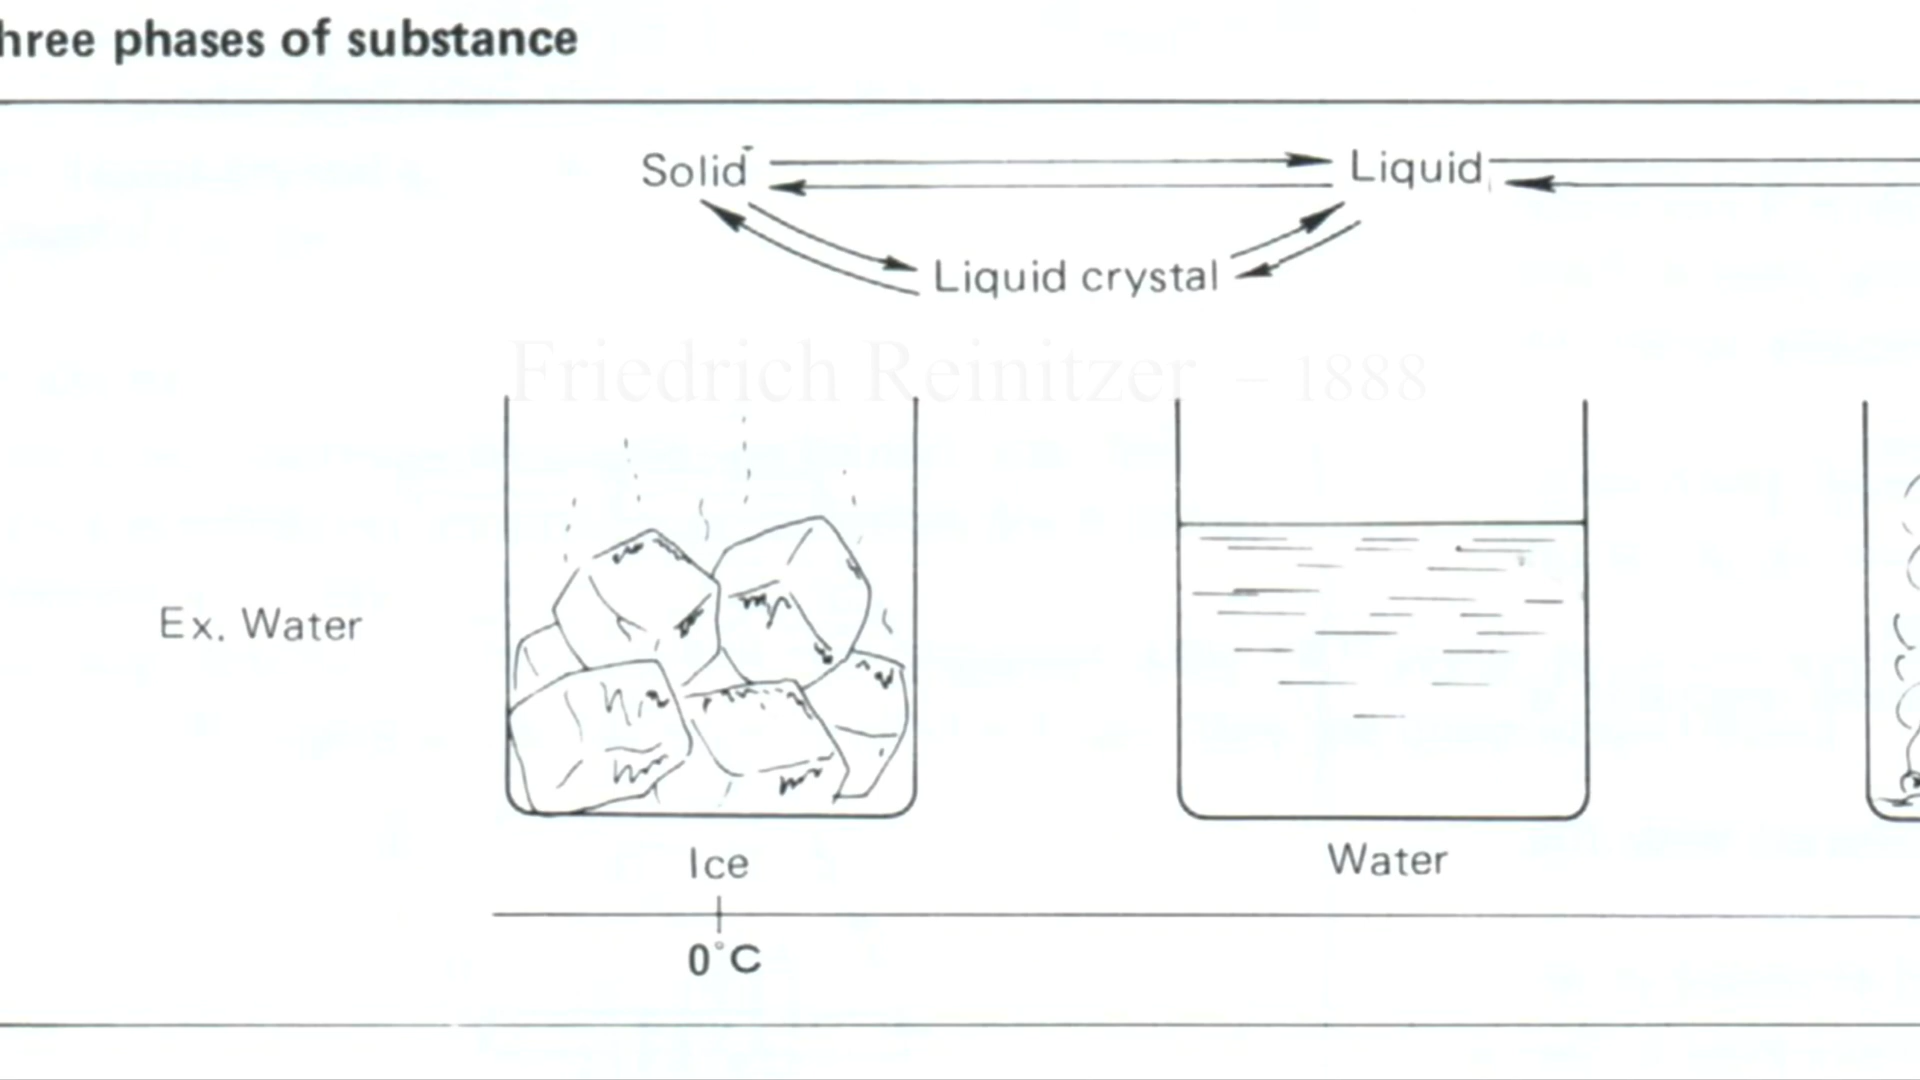 hree phases of substance
Solid
Liquid
Liquid crystal
Friedrich Reinitzer – 1888
Ex. Water
Ice
Water
0°C